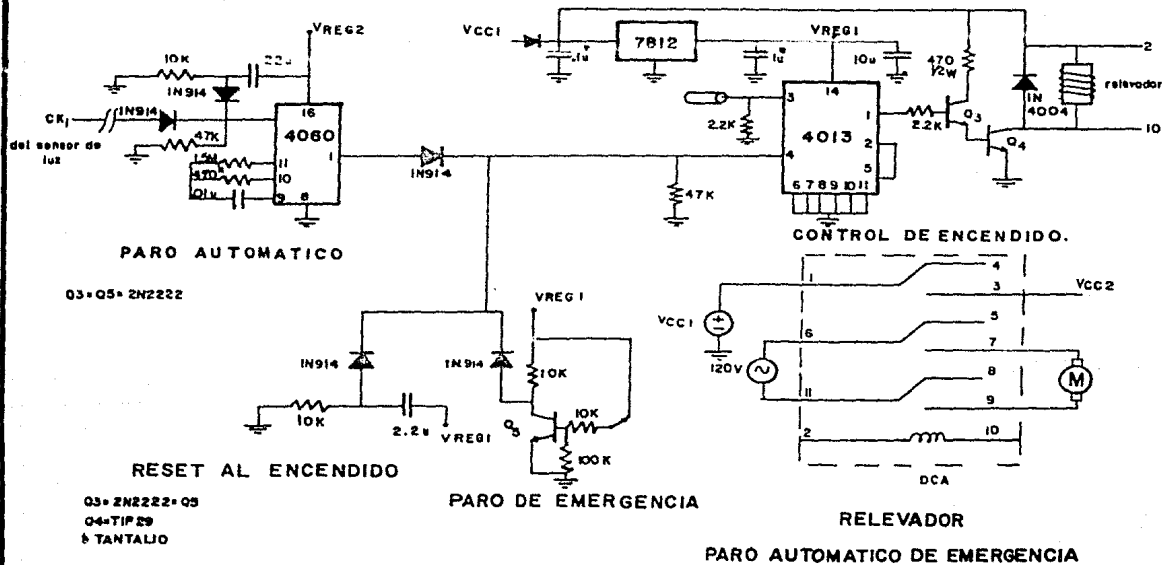 VREG2
10K
22u
1N914
CK1
1N914
del sensor de
luz
47K
1.5M
470K
.01u
16
4060
11
10
9
8
1
1N914
PARO AUTOMATICO
Q3=Q5=2N2222
VCC1
7812
.1u*
1u*
VREG1
10u
470
1/2W
1N
4004
relevador
2
10
14
3
4013
4
1
2
5
6 7 8 9 10 11
2.2K
2.2K
Q3
Q4
47K
CONTROL DE ENCENDIDO.
1N914
1N914
10K
2.2u
VREG1
RESET AL ENCENDIDO
VREG1
10K
10K
Q5
100K
PARO DE EMERGENCIA
VCC1
120V
1
6
11
2
4
3
5
7
8
9
10
VCC2
M
DCA
RELEVADOR
Q3=2N2222=Q5
Q4=TIP29
TANTALIO
PARO AUTOMATICO DE EMERGENCIA